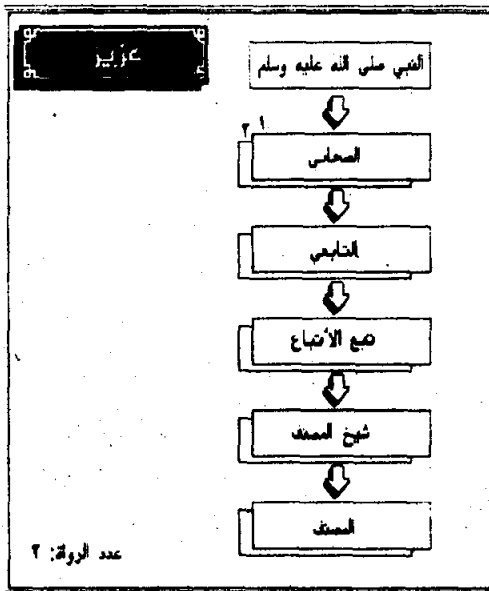 عزيز
النبي صلى الله عليه وسلم
١ ٢
الصحابي
التابعي
تبع الأتباع
شيخ المصنف
المصنف
عدد الرواة: ٢